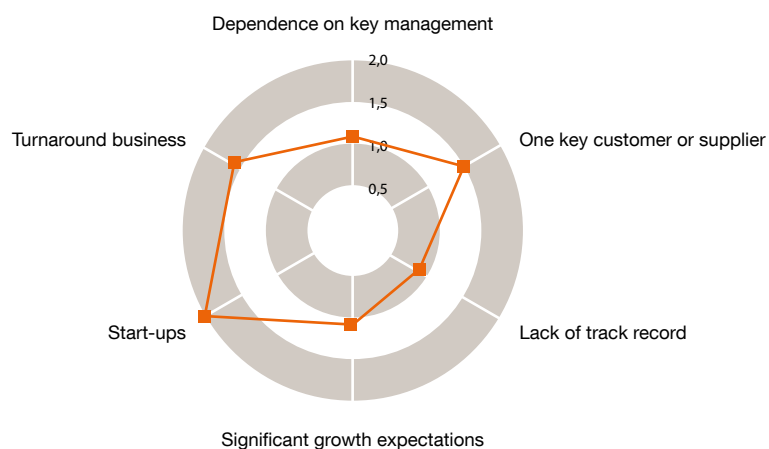 Dependence on key management
2,0
1,5
Turnaround business
1,0
One key customer or supplier
0,5
Start-ups
Lack of track record
Significant growth expectations